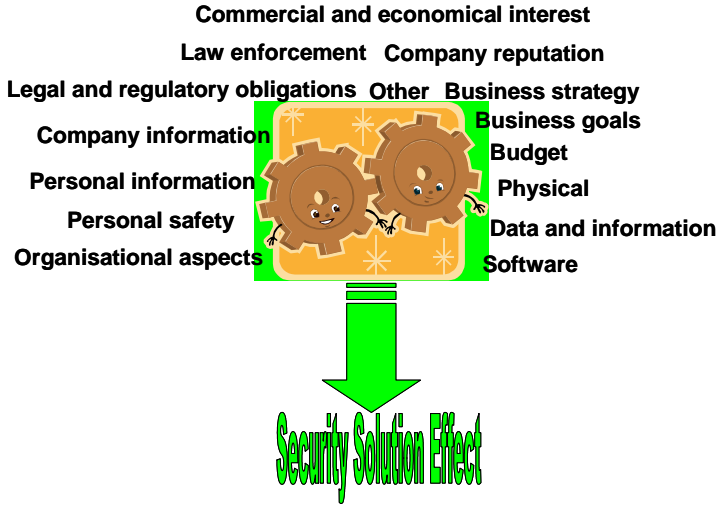 Commercial and economical interest
Law enforcement Company reputation
Legal and regulatory obligations Other Business strategy
Business goals
Company information
Budget
Personal information
Physical
Personal safety
Data and information
Organisational aspects
Software
Security Solution Effect